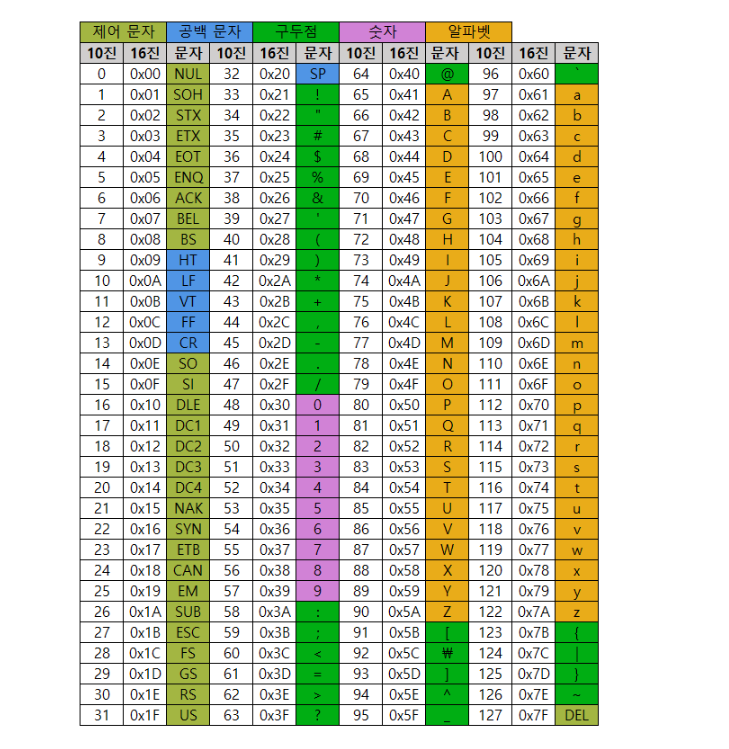 제어 문자 공백 문자 구두점 숫자 알파벳
10진 16진 문자 10진 16진 문자 10진 16진 문자 10진 16진 문자
0 0x00 NUL 32 0x20 SP 64 0x40 @ 96 0x60 `
1 0x01 SOH 33 0x21 ! 65 0x41 A 97 0x61 a
2 0x02 STX 34 0x22 " 66 0x42 B 98 0x62 b
3 0x03 ETX 35 0x23 # 67 0x43 C 99 0x63 c
4 0x04 EOT 36 0x24 $ 68 0x44 D 100 0x64 d
5 0x05 ENQ 37 0x25 % 69 0x45 E 101 0x65 e
6 0x06 ACK 38 0x26 & 70 0x46 F 102 0x66 f
7 0x07 BEL 39 0x27 ' 71 0x47 G 103 0x67 g
8 0x08 BS 40 0x28 ( 72 0x48 H 104 0x68 h
9 0x09 HT 41 0x29 ) 73 0x49 I 105 0x69 i
10 0x0A LF 42 0x2A * 74 0x4A J 106 0x6A j
11 0x0B VT 43 0x2B + 75 0x4B K 107 0x6B k
12 0x0C FF 44 0x2C , 76 0x4C L 108 0x6C l
13 0x0D CR 45 0x2D - 77 0x4D M 109 0x6D m
14 0x0E SO 46 0x2E . 78 0x4E N 110 0x6E n
15 0x0F SI 47 0x2F / 79 0x4F O 111 0x6F o
16 0x10 DLE 48 0x30 0 80 0x50 P 112 0x70 p
17 0x11 DC1 49 0x31 1 81 0x51 Q 113 0x71 q
18 0x12 DC2 50 0x32 2 82 0x52 R 114 0x72 r
19 0x13 DC3 51 0x33 3 83 0x53 S 115 0x73 s
20 0x14 DC4 52 0x34 4 84 0x54 T 116 0x74 t
21 0x15 NAK 53 0x35 5 85 0x55 U 117 0x75 u
22 0x16 SYN 54 0x36 6 86 0x56 V 118 0x76 v
23 0x17 ETB 55 0x37 7 87 0x57 W 119 0x77 w
24 0x18 CAN 56 0x38 8 88 0x58 X 120 0x78 x
25 0x19 EM 57 0x39 9 89 0x59 Y 121 0x79 y
26 0x1A SUB 58 0x3A : 90 0x5A Z 122 0x7A z
27 0x1B ESC 59 0x3B ; 91 0x5B [ 123 0x7B {
28 0x1C FS 60 0x3C < 92 0x5C ₩ 124 0x7C |
29 0x1D GS 61 0x3D = 93 0x5D ] 125 0x7D }
30 0x1E RS 62 0x3E > 94 0x5E ^ 126 0x7E ~
31 0x1F US 63 0x3F ? 95 0x5F _ 127 0x7F DEL